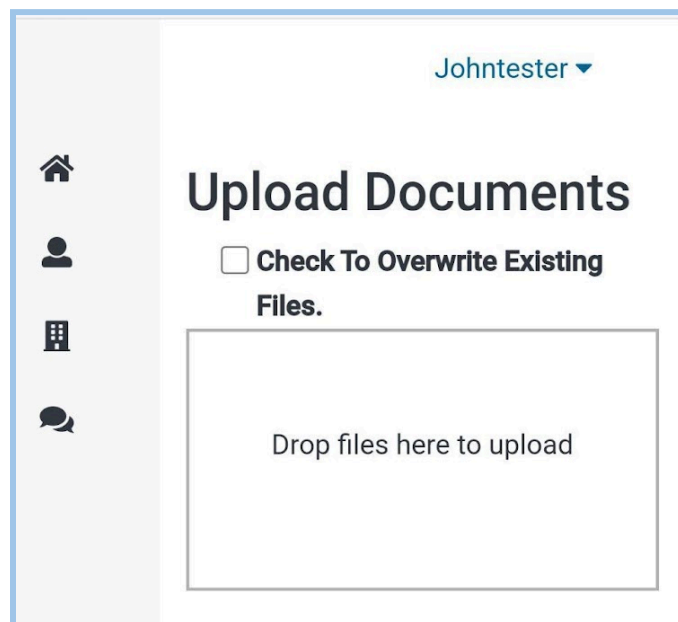 Johntester
Upload Documents
Check To Overwrite Existing
Files.
Drop files here to upload